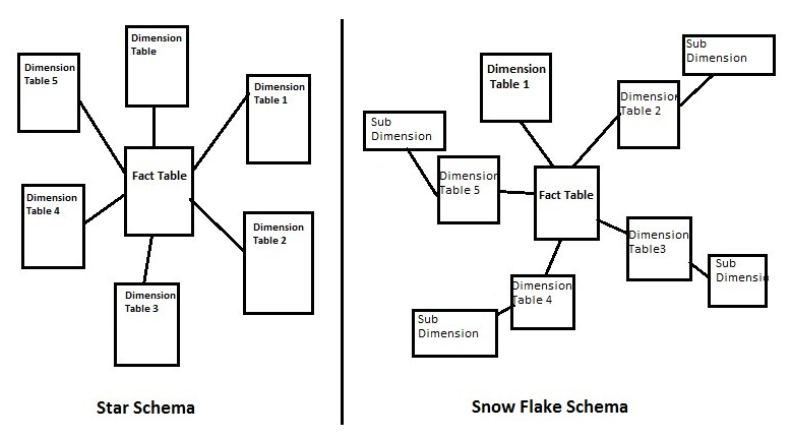 Dimension
Table
Dimension
Table 5
Dimension
Table 1
Fact Table
Dimension
Table 4
Dimension
Table 2
Dimension
Table 3
Star Schema
Sub
Dimension
Dimension
Table 1
Dimension
Table 2
Sub
Dimension
Dimension
Table 5
Fact Table
Dimension
Table3
Sub
Dimensio
Dimension
Table 4
Sub
Dimension
Snow Flake Schema